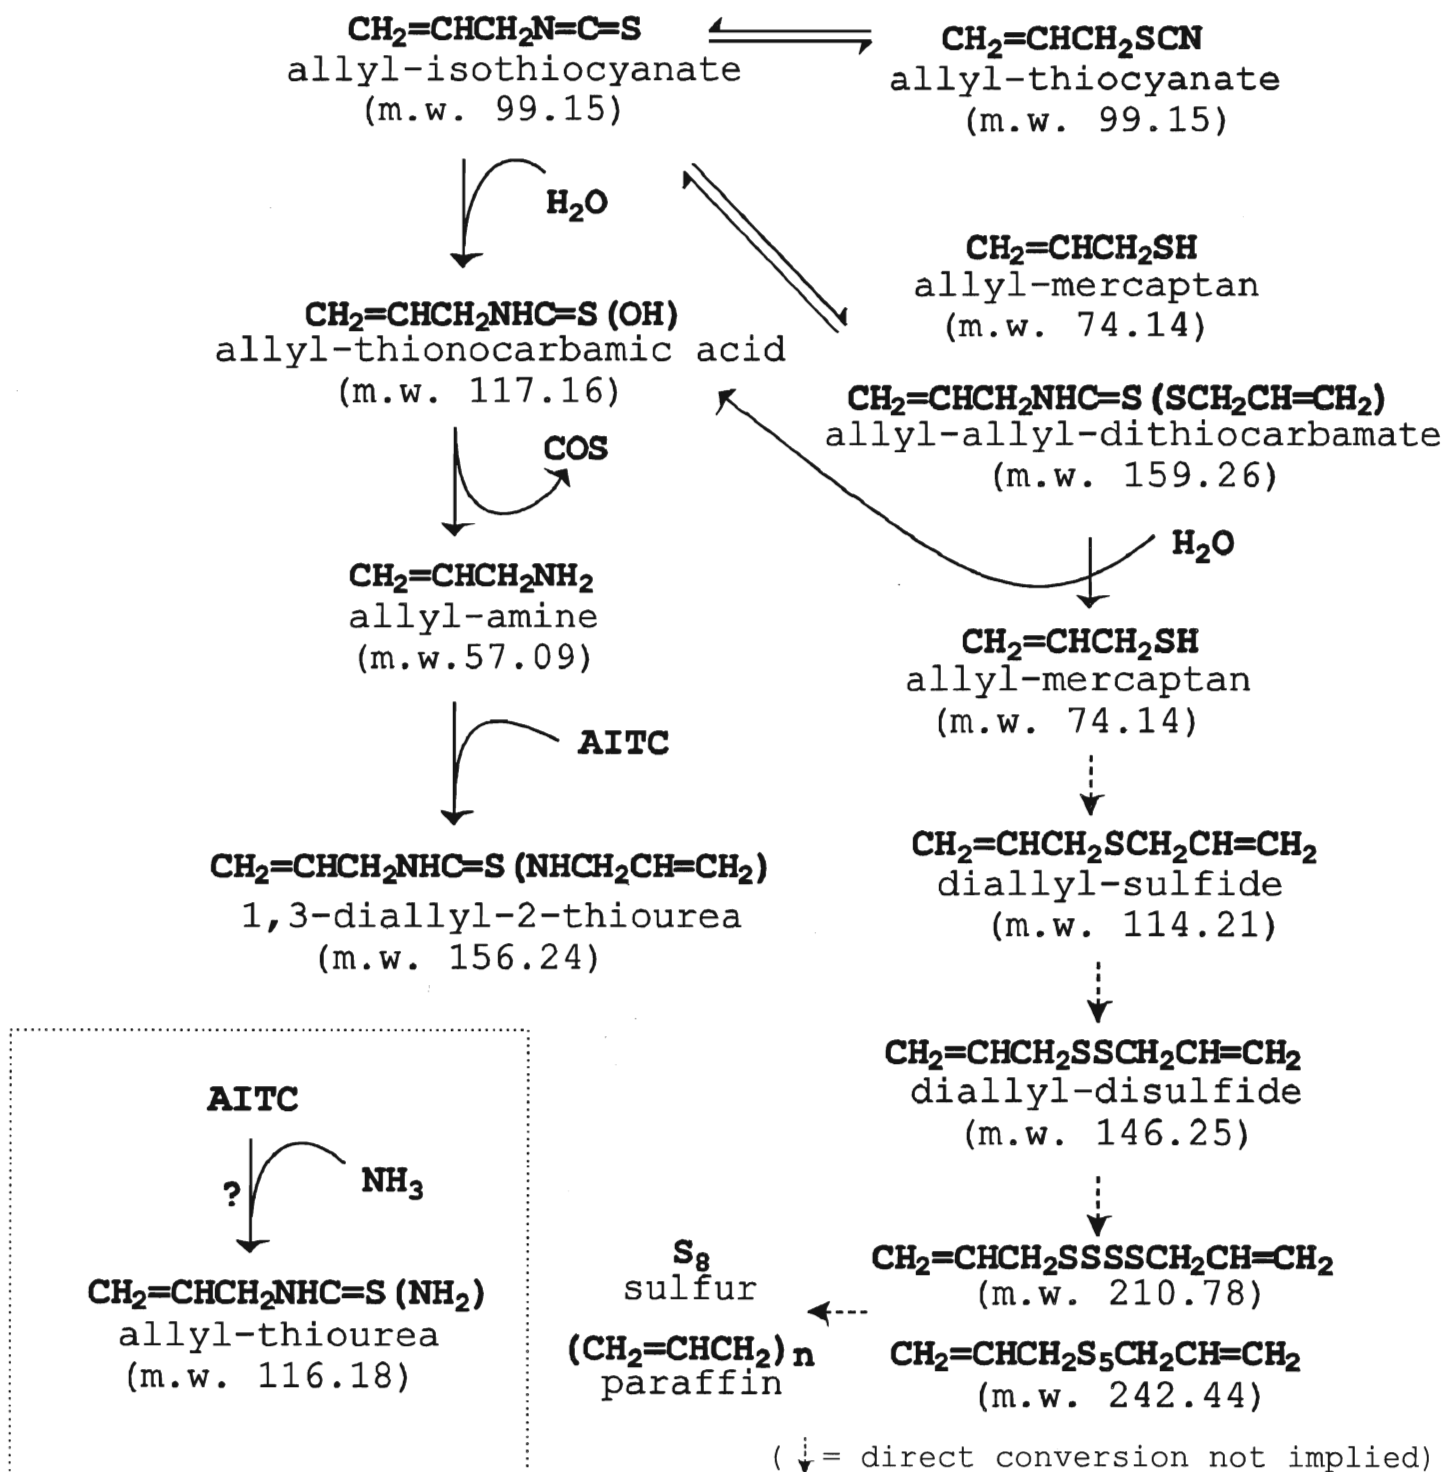 CH₂=CHCH₂N=C=S
allyl-isothiocyanate
(m.w. 99.15)
CH₂=CHCH₂SCN
allyl-thiocyanate
(m.w. 99.15)
H₂O
CH₂=CHCH₂SH
allyl-mercaptan
(m.w. 74.14)
CH₂=CHCH₂NHC=S(OH)
allyl-thionocarbamic acid
(m.w. 117.16)
CH₂=CHCH₂NHC=S(SCH₂CH=CH₂)
allyl-allyl-dithiocarbamate
(m.w. 159.26)
COS
H₂O
CH₂=CHCH₂NH₂
allyl-amine
(m.w.57.09)
CH₂=CHCH₂SH
allyl-mercaptan
(m.w. 74.14)
AITC
CH₂=CHCH₂NHC=S(NHCH₂CH=CH₂)
1,3-diallyl-2-thiourea
(m.w. 156.24)
CH₂=CHCH₂SCH₂CH=CH₂
diallyl-sulfide
(m.w. 114.21)
CH₂=CHCH₂SSCH₂CH=CH₂
diallyl-disulfide
(m.w. 146.25)
AITC
?
NH₃
CH₂=CHCH₂NHC=S(NH₂)
allyl-thiourea
(m.w. 116.18)
S₈
sulfur
(CH₂=CHCH₂)n
paraffin
CH₂=CHCH₂SSSSCH₂CH=CH₂
(m.w. 210.78)
CH₂=CHCH₂S₅CH₂CH=CH₂
(m.w. 242.44)
( = direct conversion not implied)